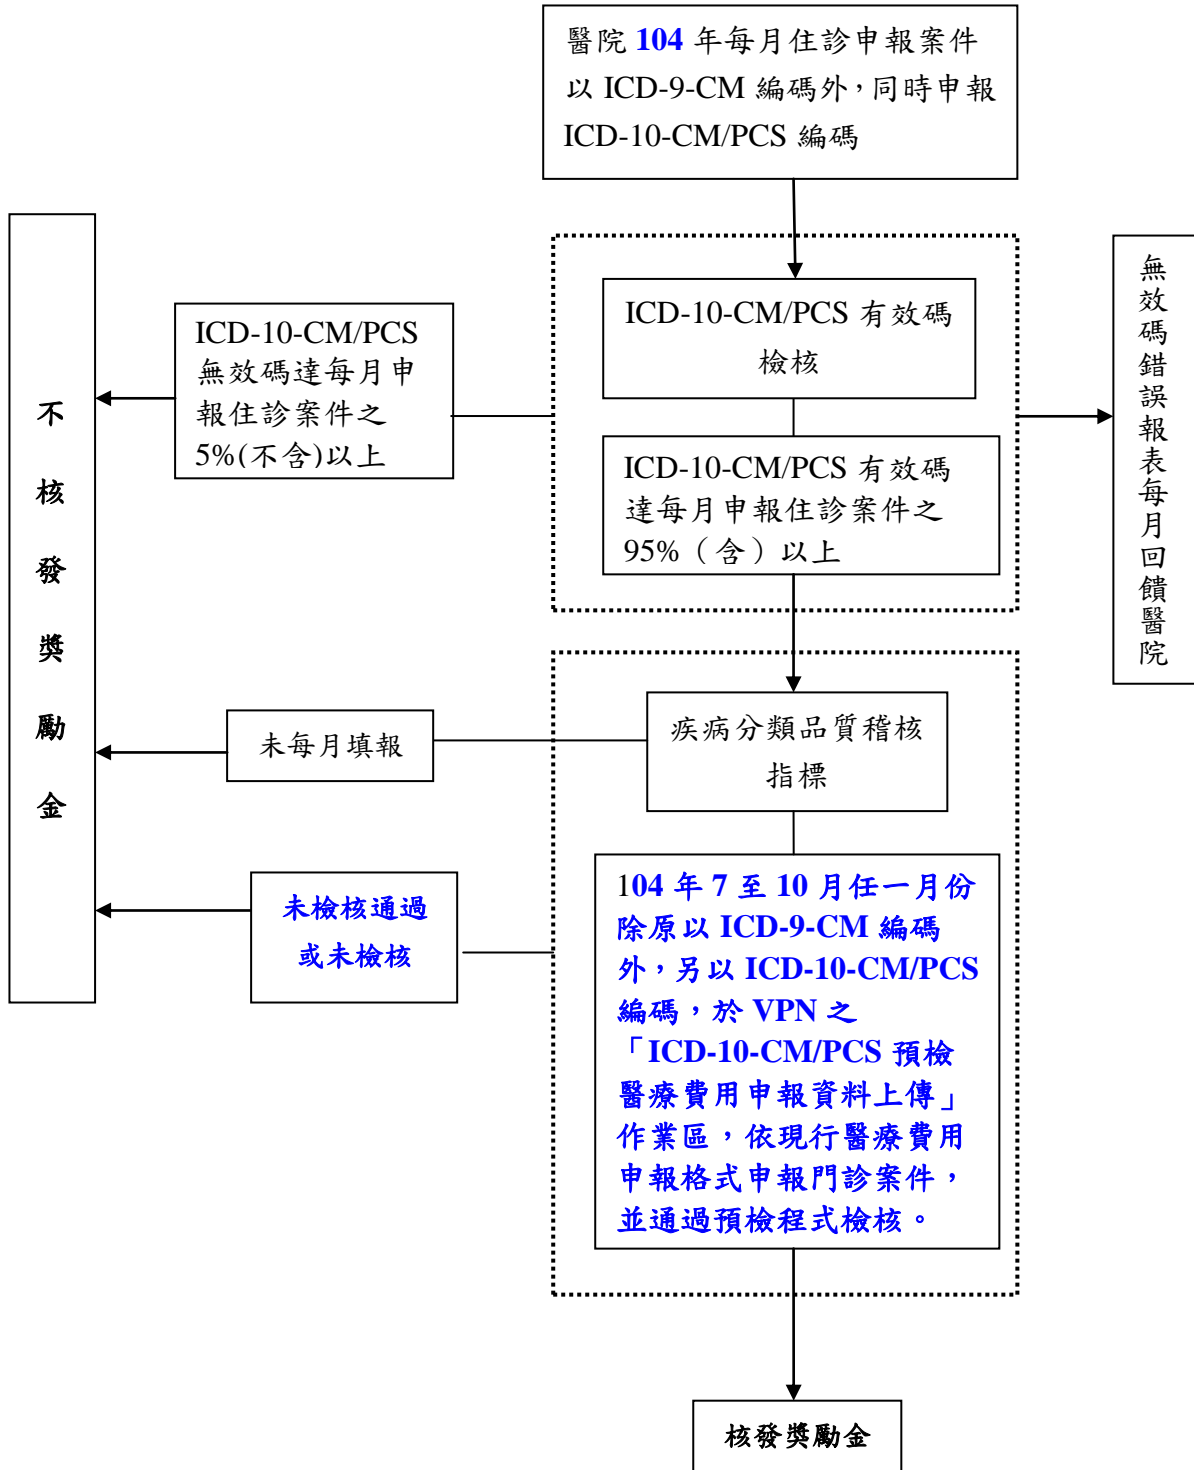 醫院 104 年每月住診申報案件
以 ICD-9-CM 編碼外，同時申報
ICD-10-CM/PCS 編碼
ICD-10-CM/PCS 有效碼
檢核
ICD-10-CM/PCS 有效碼
達每月申報住診案件之
95%（含）以上
無效碼錯誤報表每月回饋醫院
ICD-10-CM/PCS
無效碼達每月申
報住診案件之
5%(不含)以上
不核發獎勵金
疾病分類品質稽核
指標
未每月填報
104 年 7 至 10 月任一月份
除原以 ICD-9-CM 編碼
外，另以 ICD-10-CM/PCS
編碼，於 VPN 之
「ICD-10-CM/PCS 預檢
醫療費用申報資料上傳」
作業區，依現行醫療費用
申報格式申報門診案件，
並通過預檢程式檢核。
未檢核通過
或未檢核
核發獎勵金